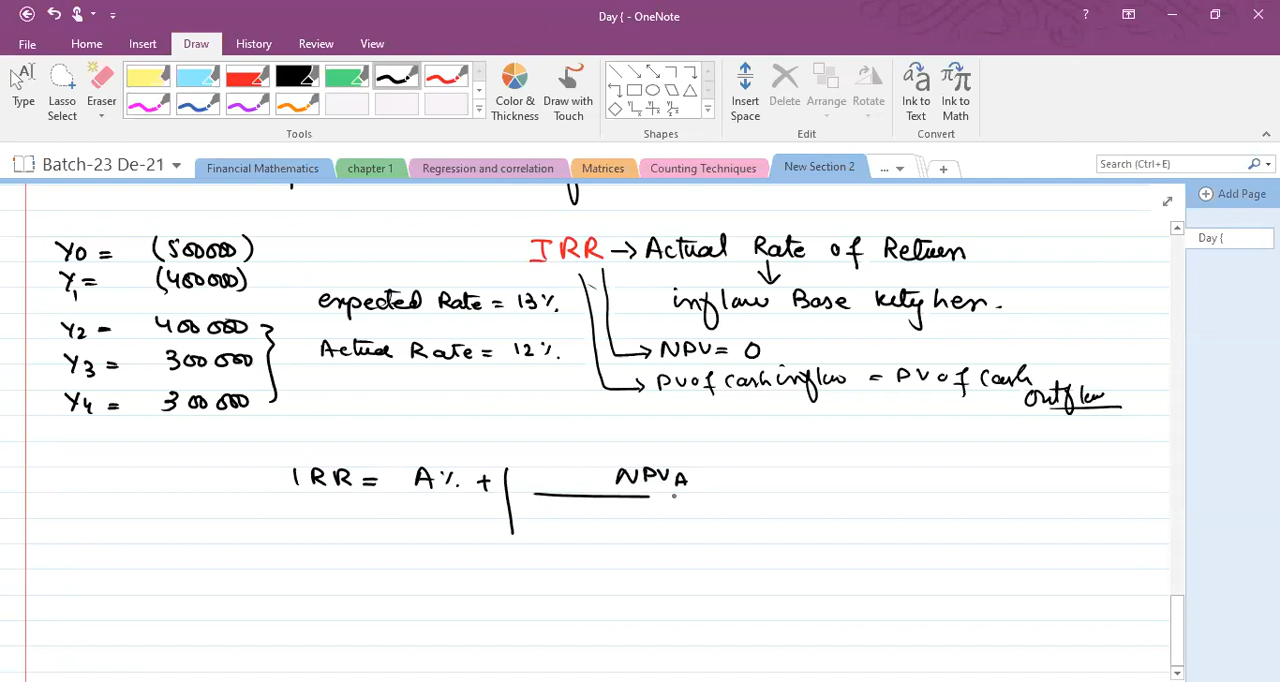 Day { - OneNote
?
File Home Insert Draw History Review View
Type
Lasso Select
Eraser
Color & Thickness
Draw with Touch
Insert Space
Delete
Arrange
Rotate
Ink to Text
Ink to Math
Tools
Shapes
Edit
Convert
Batch-23 De-21
Financial Mathematics
chapter 1
Regression and correlation
Matrices
Counting Techniques
New Section 2
...
Search (Ctrl+E)
Add Page
Day {
Y0 = (500000)
Y1 = (400000)
Y2 = 400000
Y3 = 300000
Y4 = 300000
IRR → Actual Rate of Return
inflow Base
expected Rate = 13%.
Actual Rate = 12%.
NPV = 0
PV of cash inflow = PV of cash
outflow
IRR = A%. + NPVA